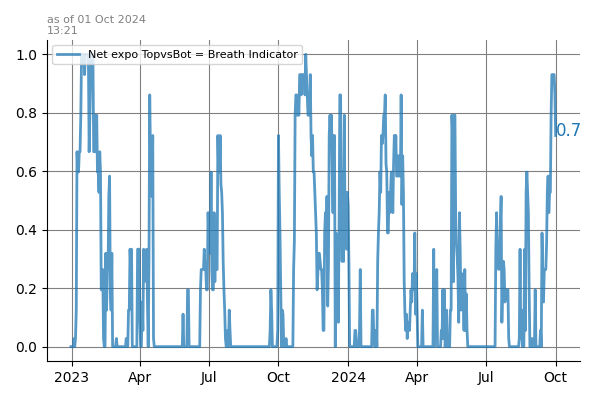 as of 01 Oct 2024
13:21
Net expo TopvsBot = Breath Indicator
1.0
0.8
0.7
0.6
0.4
0.2
0.0
2023 Apr Jul Oct 2024 Apr Jul Oct